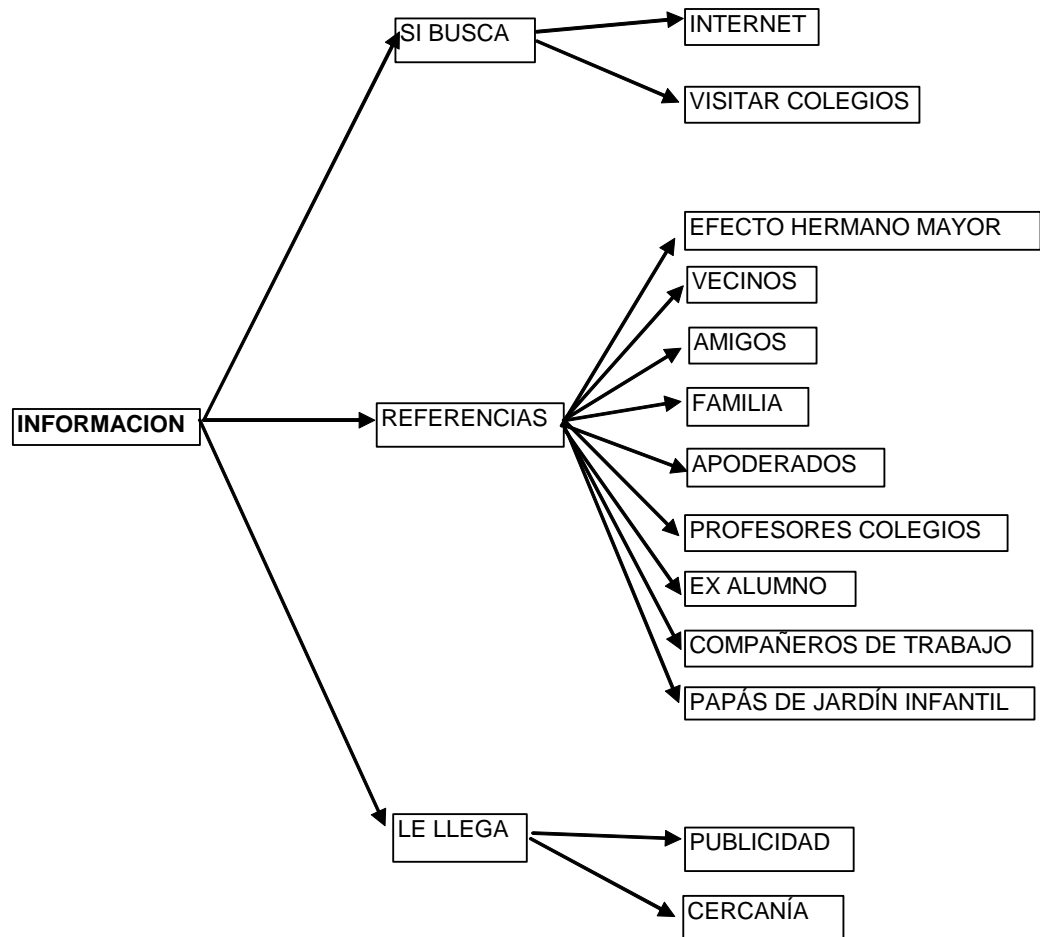 SI BUSCA
INTERNET
VISITAR COLEGIOS
EFECTO HERMANO MAYOR
VECINOS
AMIGOS
FAMILIA
INFORMACION
REFERENCIAS
APODERADOS
PROFESORES COLEGIOS
EX ALUMNO
COMPAÑEROS DE TRABAJO
PAPÁS DE JARDÍN INFANTIL
LE LLEGA
PUBLICIDAD
CERCANÍA